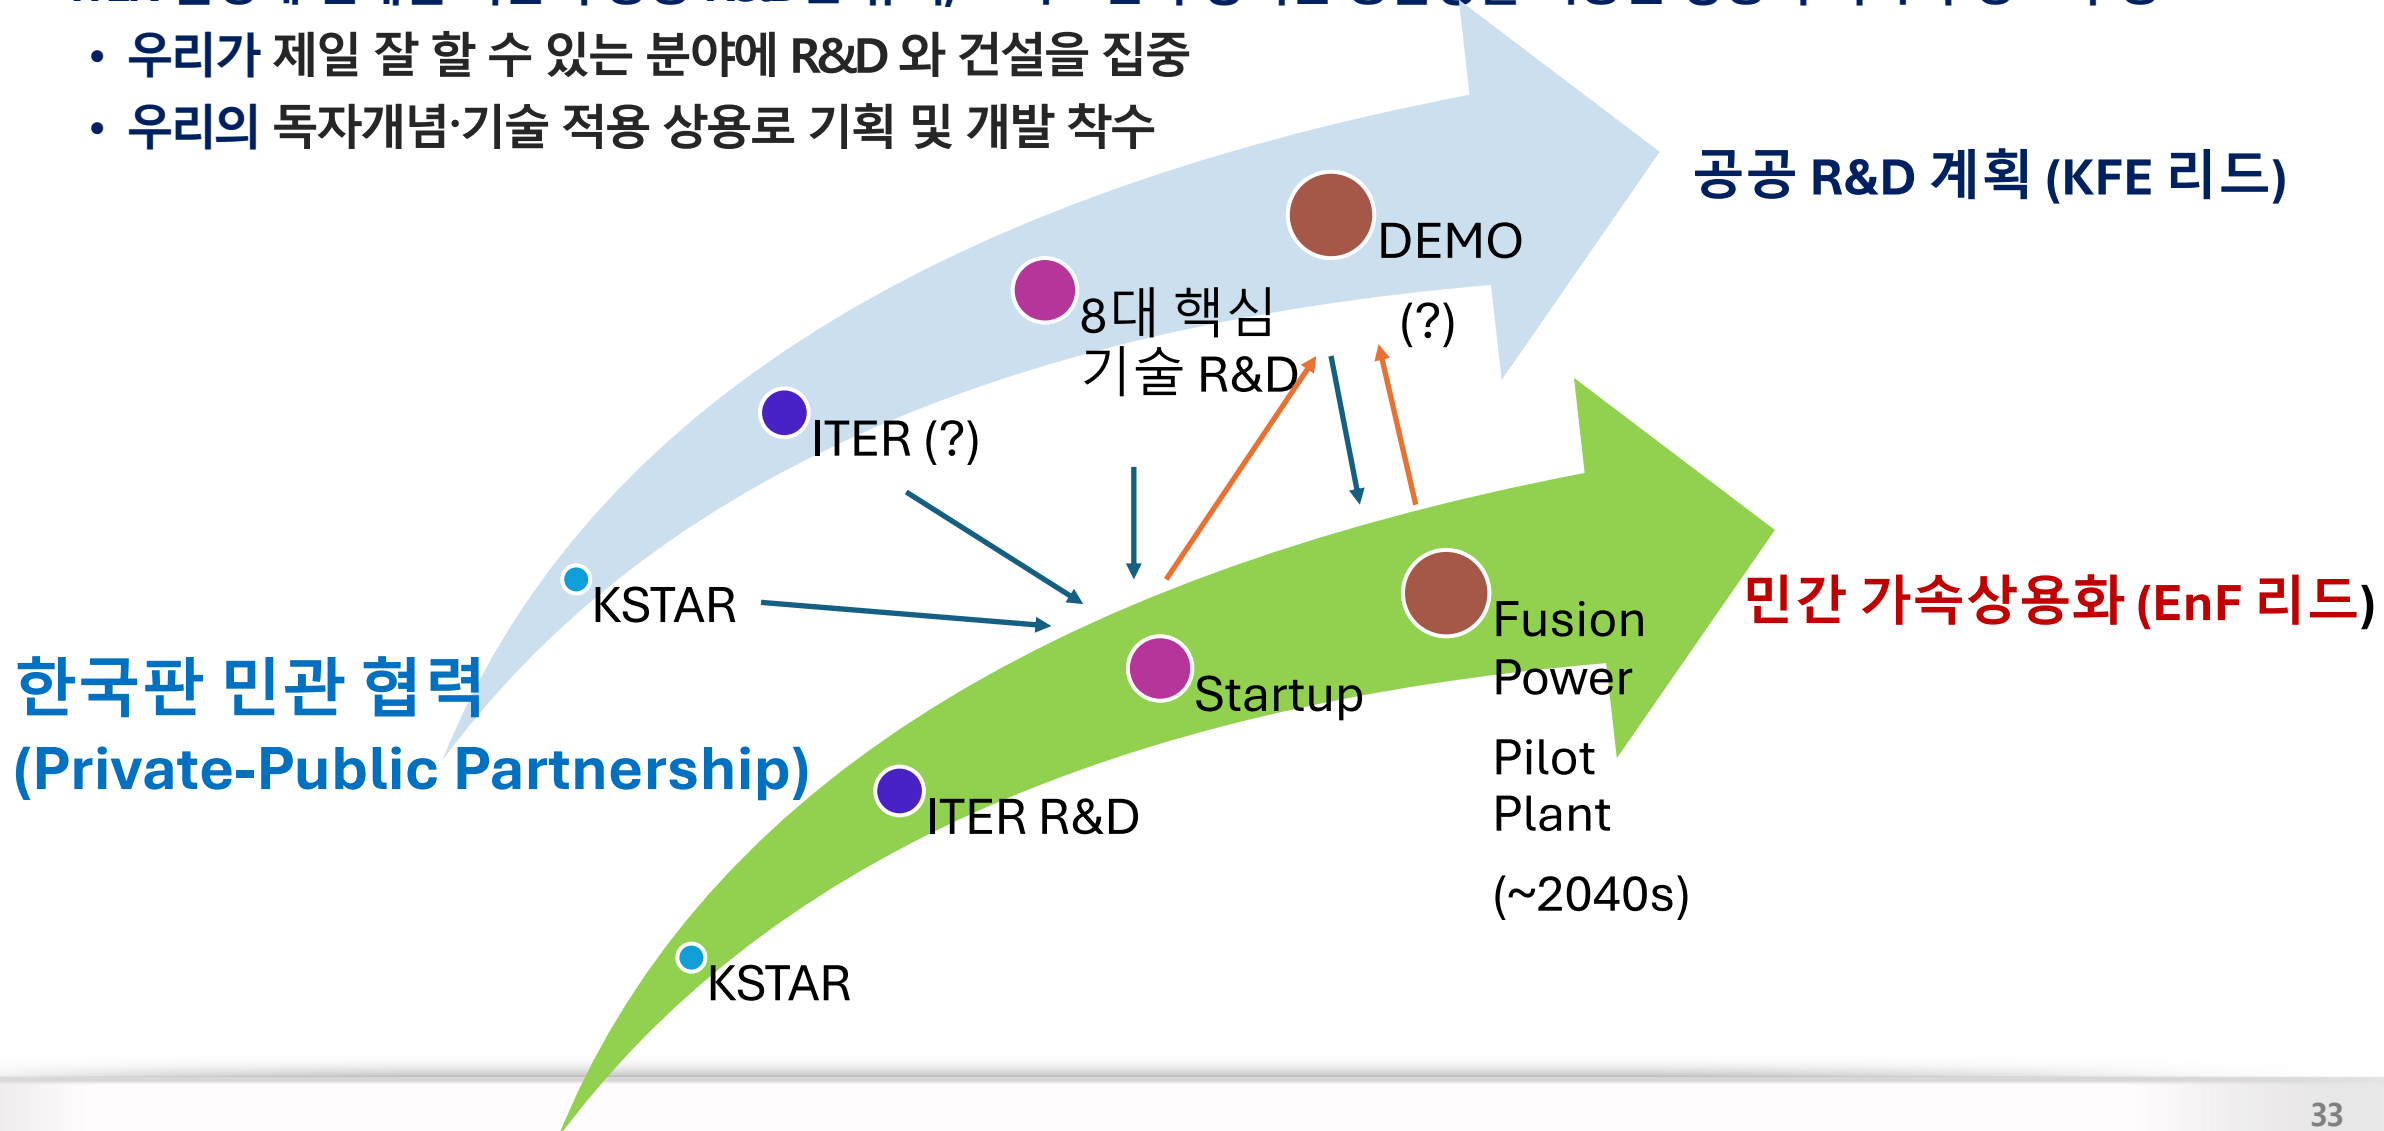 • 우리가 제일 잘 할 수 있는 분야에 R&D 와 건설을 집중
• 우리의 독자개념·기술 적용 상용로 기획 및 개발 착수
공공 R&D 계획 (KFE 리드)
DEMO
(?)
8대 핵심
기술 R&D
ITER (?)
KSTAR
민간 가속상용화 (EnF 리드)
Fusion
Power
Pilot
Plant
(~2040s)
Startup
한국판 민관 협력
(Private-Public Partnership)
ITER R&D
KSTAR
33